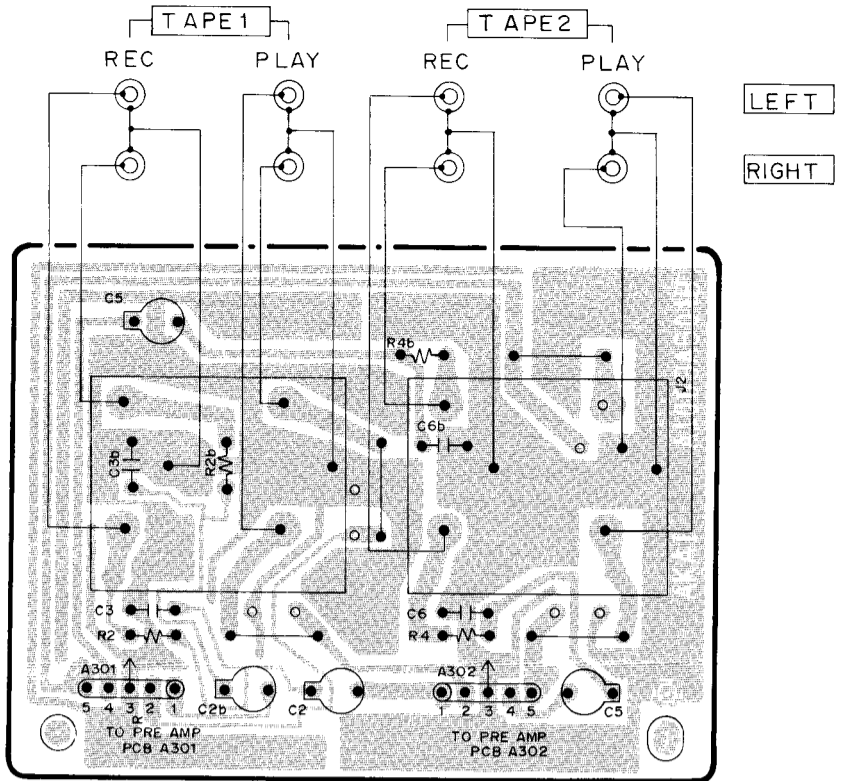 TAPE1 TAPE2
REC PLAY REC PLAY
LEFT
RIGHT
C5
R4b
J2
C6b
C3b
R2b
C3 C6
R2 R4
A301 A302
5 4 3 2 1 C2b C2 1 2 3 4 5 C5
R
TO PRE AMP
PCB A301
TO PRE AMP
PCB A302